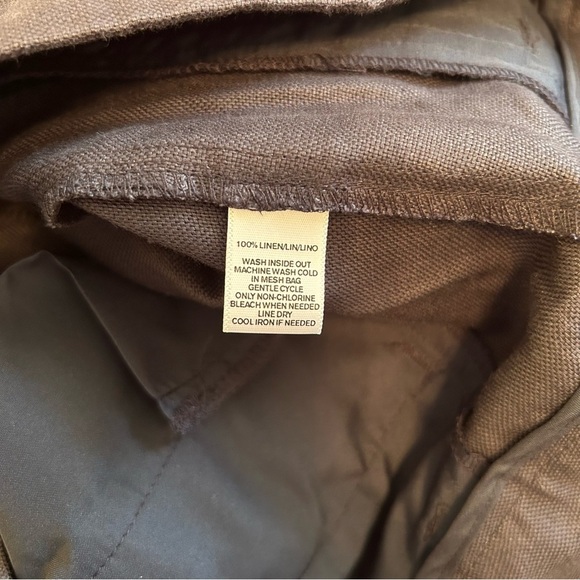 100% LINEN/LIN/LINO
WASH INSIDE OUT
MACHINE WASH COLD
IN MESH BAG
GENTLE CYCLE
ONLY NON-CHLORINE
BLEACH WHEN NEEDED
LINE DRY
COOL IRON IF NEEDED